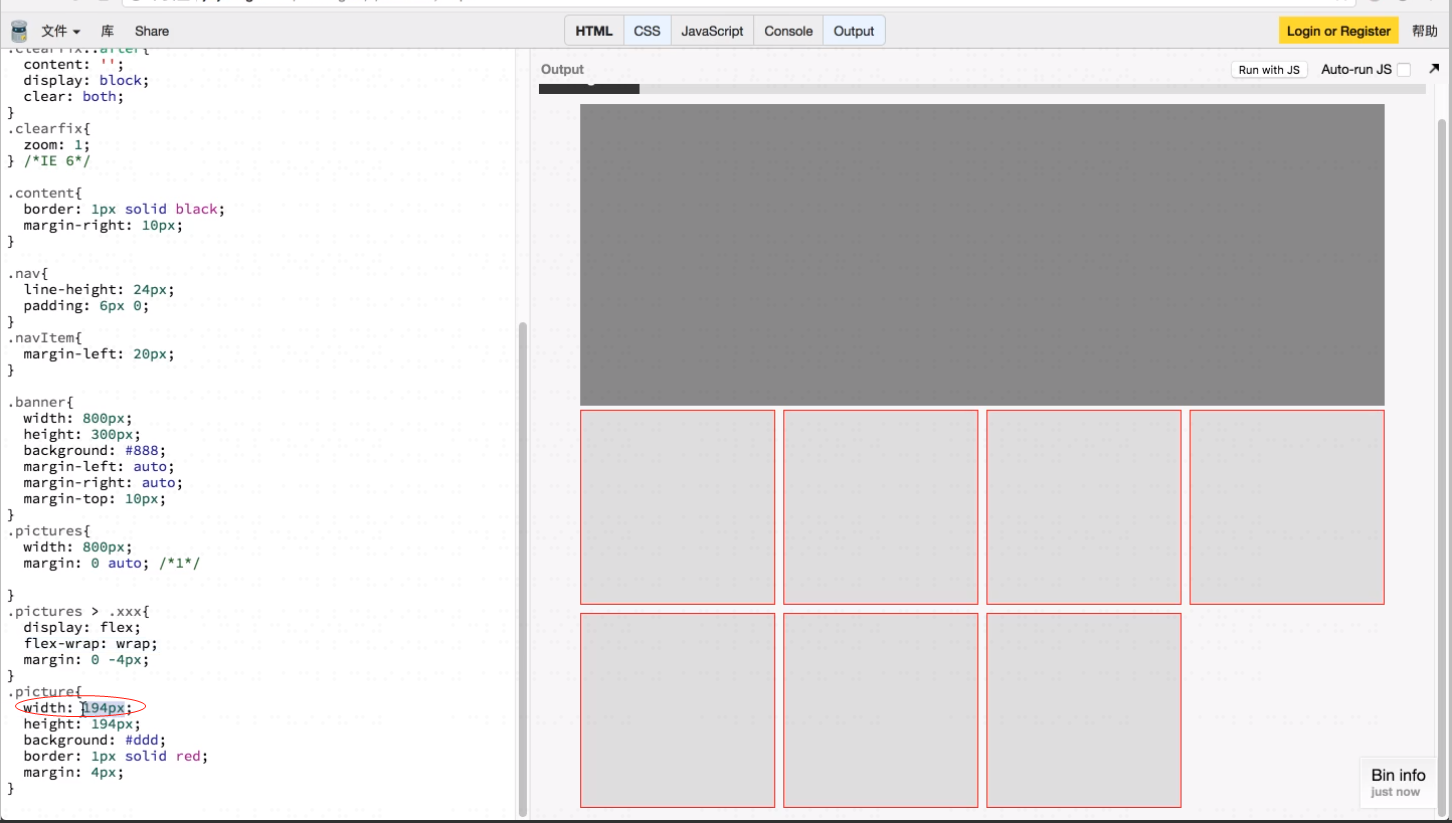 文件 库 Share HTML CSS JavaScript Console Output Login or Register 帮助
.clearfix::after{
content: '';
display: block;
clear: both;
}
.clearfix{
zoom: 1;
} /*IE 6*/
.content{
border: 1px solid black;
margin-right: 10px;
}
.nav{
line-height: 24px;
padding: 6px 0;
}
.navItem{
margin-left: 20px;
}
.banner{
width: 800px;
height: 300px;
background: #888;
margin-left: auto;
margin-right: auto;
margin-top: 10px;
}
.pictures{
width: 800px;
margin: 0 auto; /*1*/
}
.pictures > .xxx{
display: flex;
flex-wrap: wrap;
margin: 0 -4px;
}
.picture{
width: 194px;
height: 194px;
background: #ddd;
border: 1px solid red;
margin: 4px;
}
Output Run with JS Auto-run JS
Bin info
just now